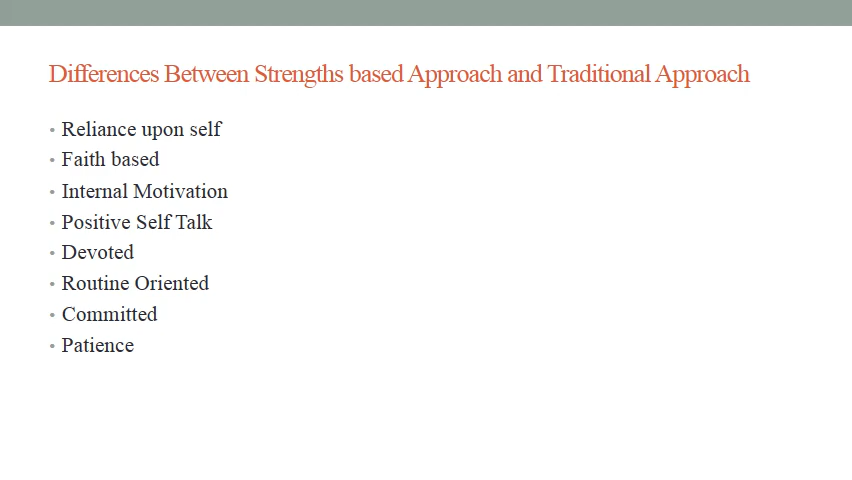 Differences Between Strengths based Approach and Traditional Approach
• Reliance upon self
• Faith based
• Internal Motivation
• Positive Self Talk
• Devoted
• Routine Oriented
• Committed
• Patience